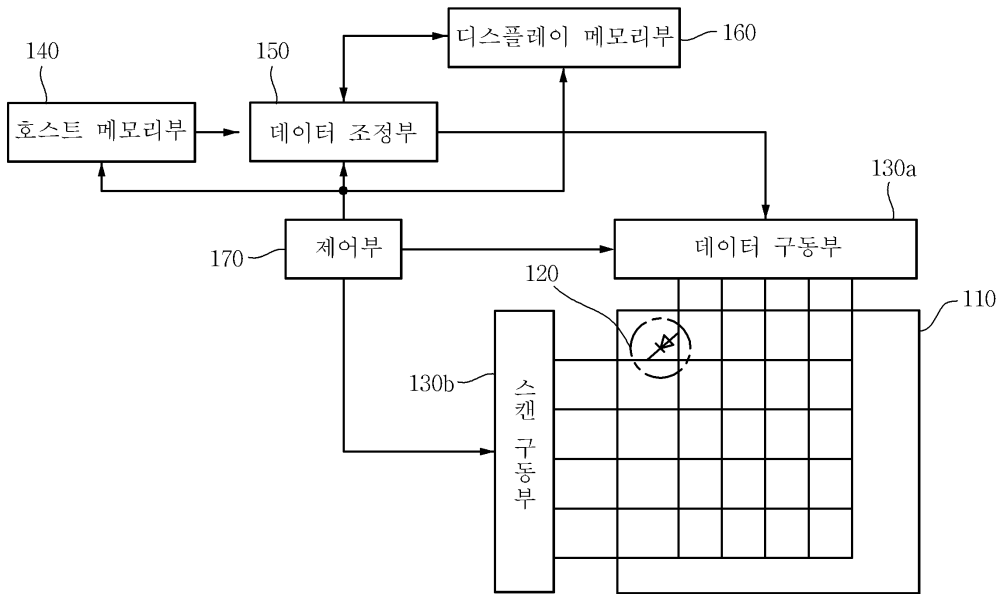 디스플레이 메모리부
160
140
150
호스트 메모리부
데이터 조정부
130a
170
제어부
데이터 구동부
120
110
130b
스캔 구동부